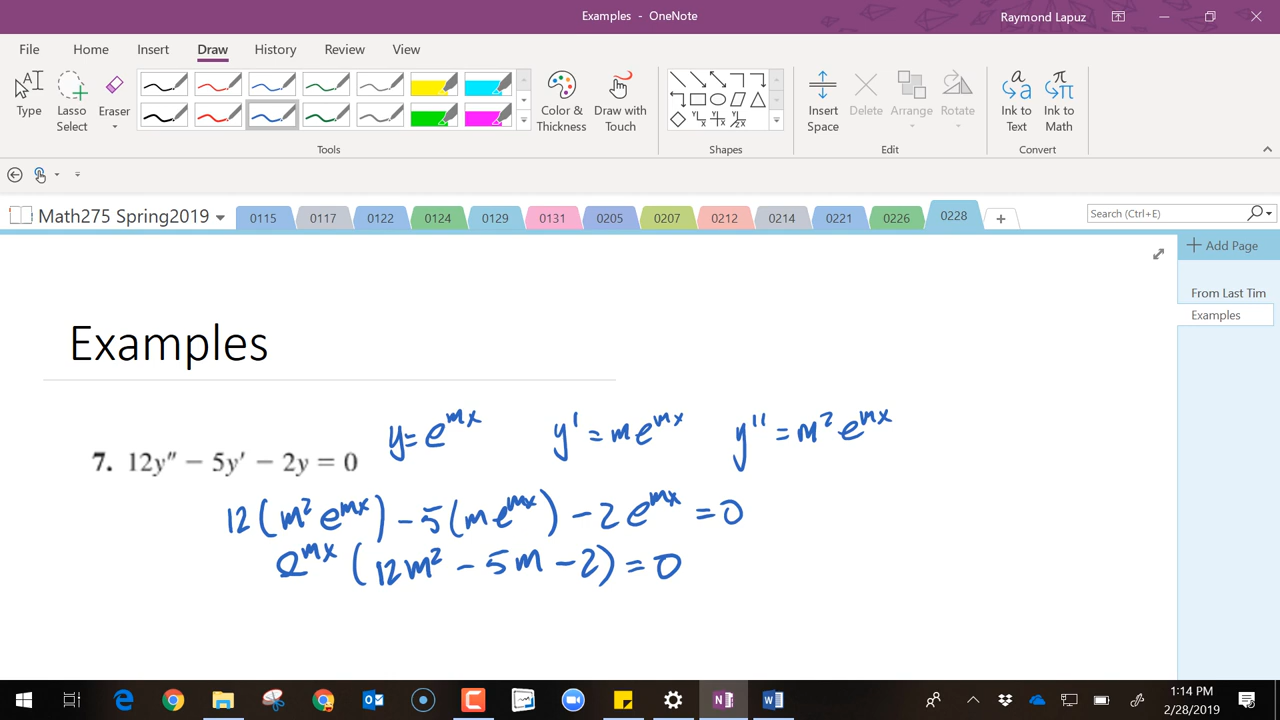 Examples - OneNote
Raymond Lapuz
File Home Insert Draw History Review View
Type
Lasso Select
Eraser
Color & Thickness
Draw with Touch
Insert Space
Delete
Arrange
Rotate
Ink to Text
Ink to Math
Tools
Shapes
Edit
Convert
Math275 Spring2019
0115 0117 0122 0124 0129 0131 0205 0207 0212 0214 0221 0226 0228
Search (Ctrl+E)
Add Page
From Last Tim
Examples
Examples
y = e^{mx} y' = me^{mx} y'' = m²e^{mx}
7. 12y″ − 5y′ − 2y = 0
12(m²e^{mx}) − 5(me^{mx}) − 2e^{mx} = 0
e^{mx}(12m² − 5m − 2) = 0
1:14 PM
2/28/2019